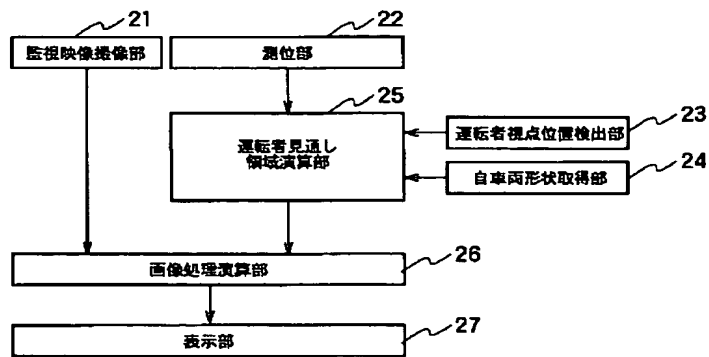 21
22
監視映像撮像部
測位部
25
23
運転者見通し
領域演算部
運転者視点位置検出部
24
自車両形状取得部
26
画像処理演算部
27
表示部